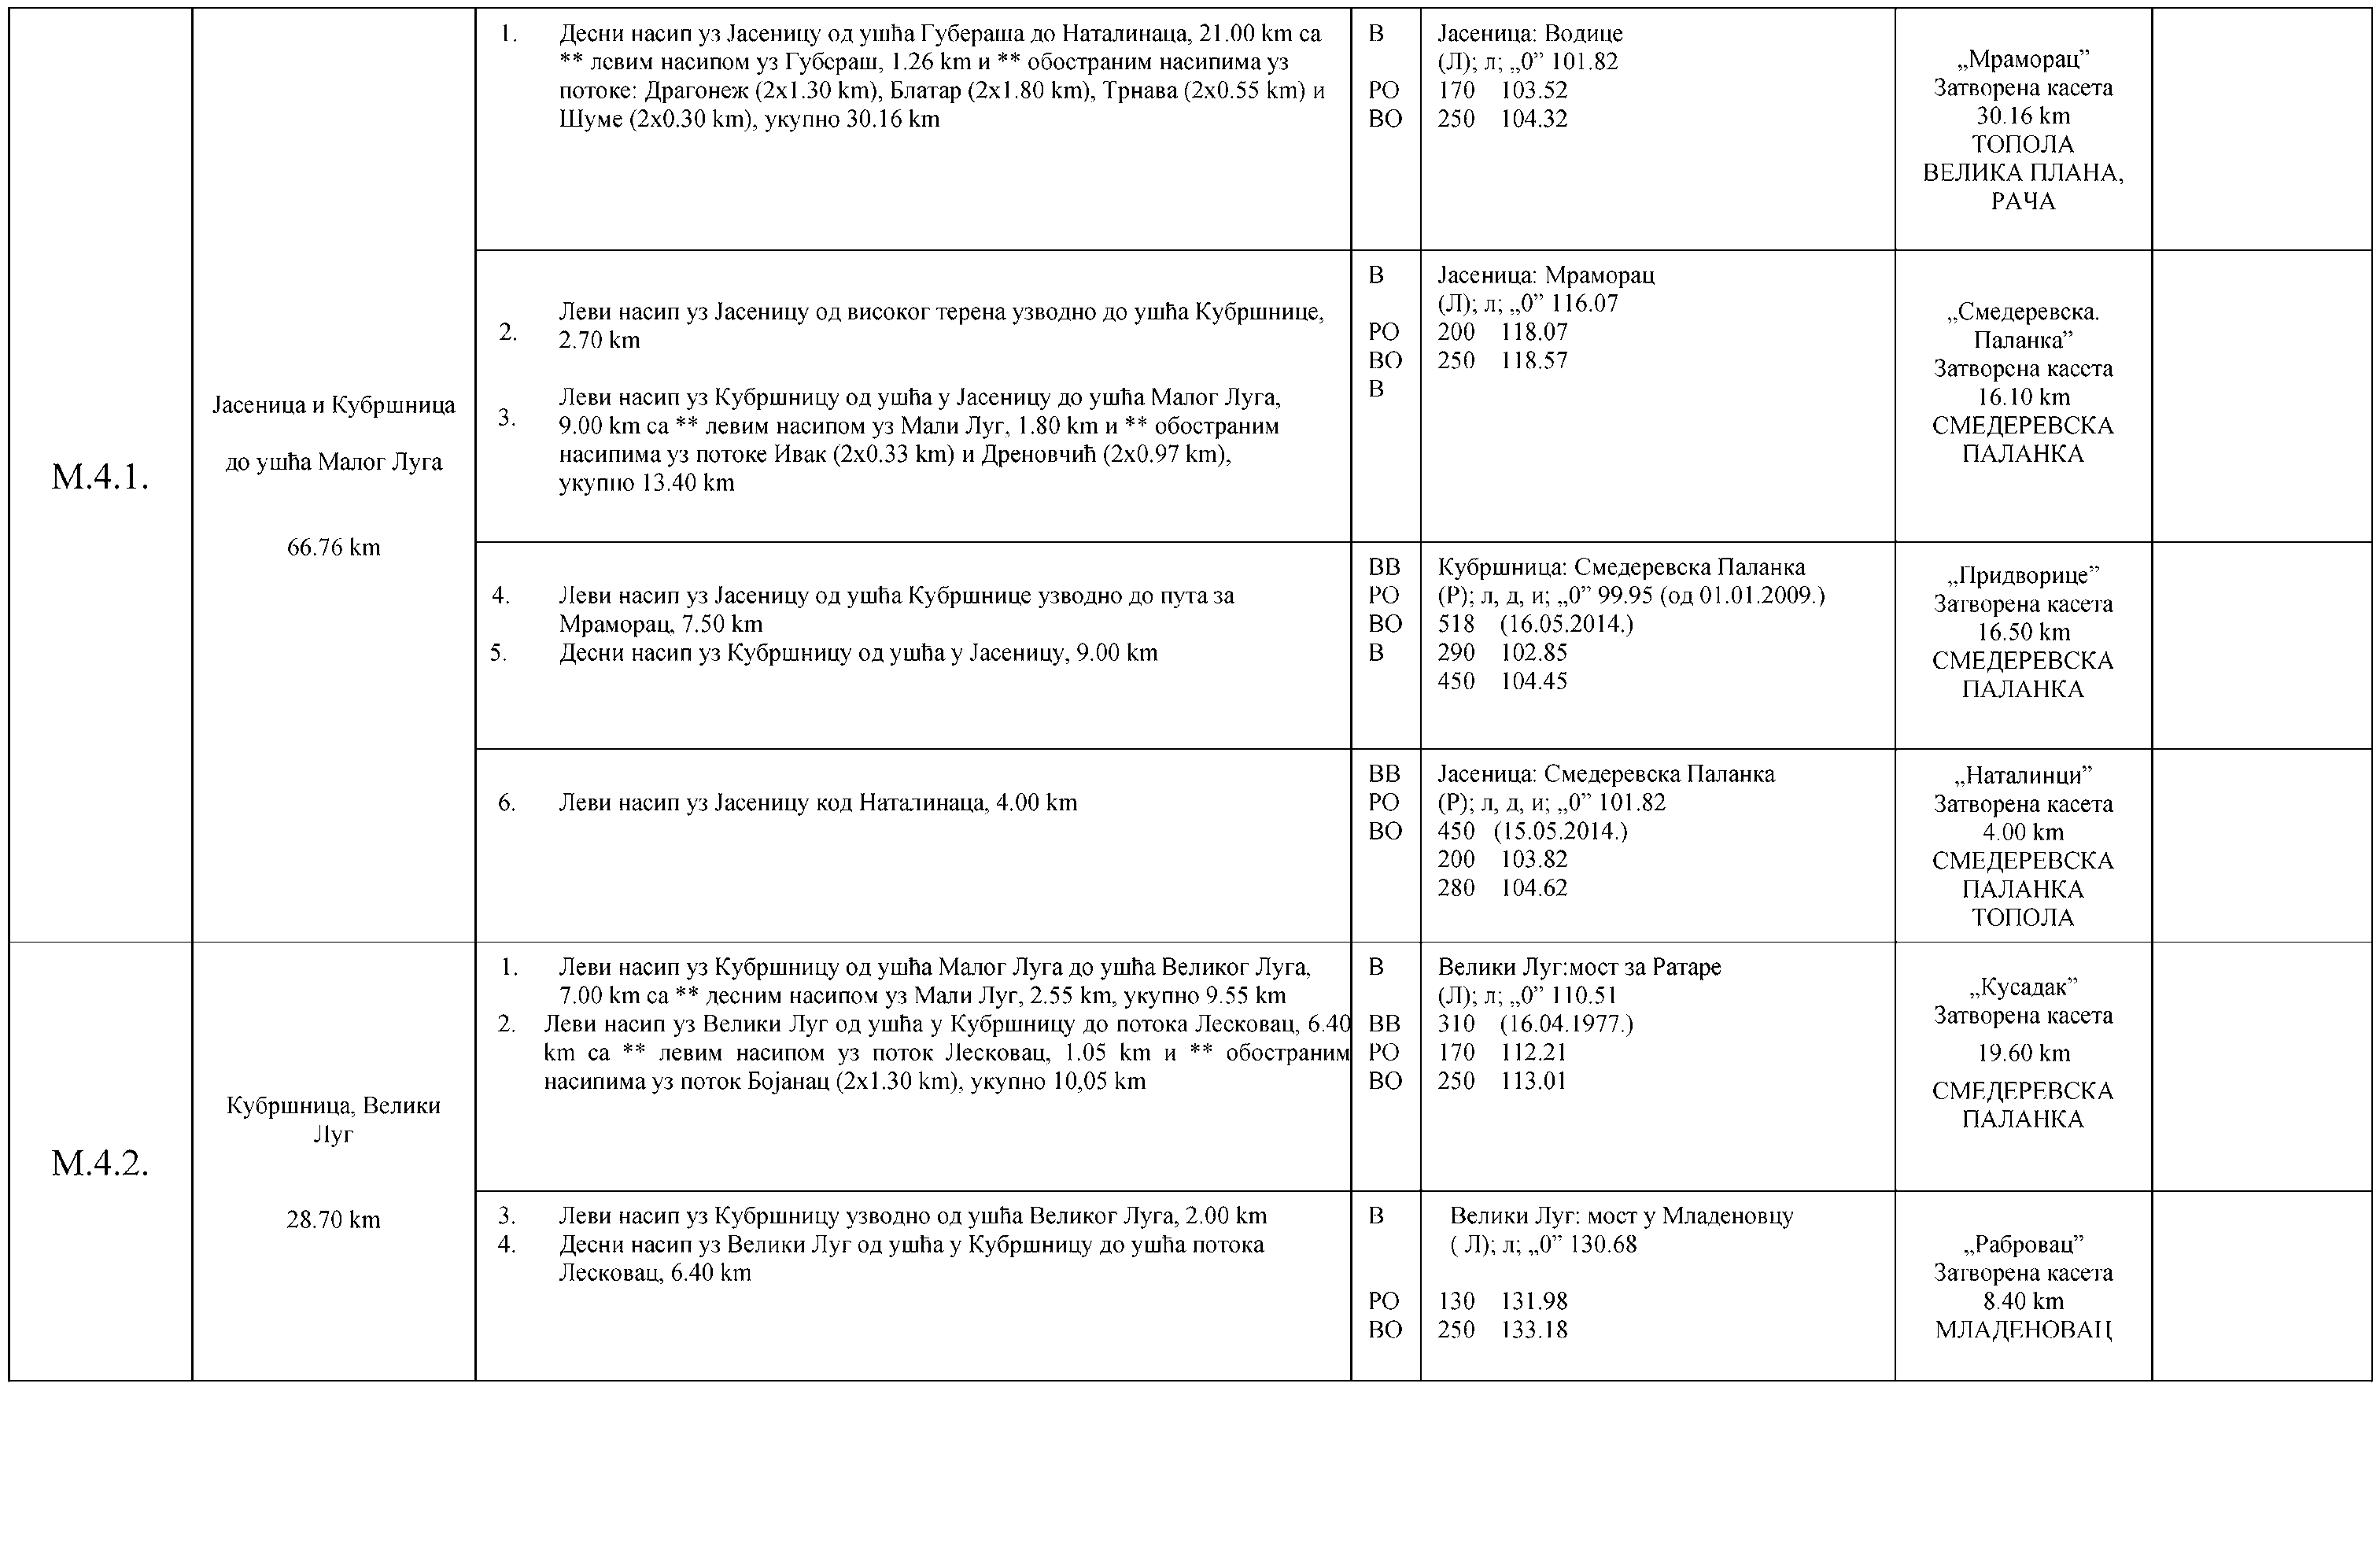 М.4.1.
Јасеница и Кубршница
до ушћа Малог Луга
66.76 km
1. Десни насип уз Јасеницу од ушћа Губераша до Наталинаца, 21.00 km са
** левим насипом уз Губераш, 1.26 km и ** обостраним насипима уз
потоке: Драгонеж (2x1.30 km), Блатар (2x1.80 km), Трнава (2x0.55 km) и
Шуме (2x0.30 km), укупно 30.16 km
В
РО
ВО
Јасеница: Водице
(Л); л; „0” 101.82
170 103.52
250 104.32
„Мраморац”
Затворена касета
30.16 km
ТОПОЛА
ВЕЛИКА ПЛАНА,
РАЧА
2. Леви насип уз Јасеницу од високог терена узводно до ушћа Кубршнице,
2.70 km
3. Леви насип уз Кубршницу од ушћа у Јасеницу до ушћа Малог Луга,
9.00 km са ** левим насипом уз Мали Луг, 1.80 km и ** обостраним
насипима уз потоке Ивак (2x0.33 km) и Дреновчић (2x0.97 km),
укупно 13.40 km
В
РО
ВО
В
Јасеница: Мраморац
(Л); л; „0” 116.07
200 118.07
250 118.57
„Смедеревска.
Паланка”
Затворена касета
16.10 km
СМЕДЕРЕВСКА
ПАЛАНКА
4. Леви насип уз Јасеницу од ушћа Кубршнице узводно до пута за
Мраморац, 7.50 km
5. Десни насип уз Кубршницу од ушћа у Јасеницу, 9.00 km
ВВ
РО
ВО
В
Кубршница: Смедеревска Паланка
(Р); л, д, и; „0” 99.95 (од 01.01.2009.)
518 (16.05.2014.)
290 102.85
450 104.45
„Придворице”
Затворена касета
16.50 km
СМЕДЕРЕВСКА
ПАЛАНКА
6. Леви насип уз Јасеницу код Наталинаца, 4.00 km
ВВ
РО
ВО
Јасеница: Смедеревска Паланка
(Р); л, д, и; „0” 101.82
450 (15.05.2014.)
200 103.82
280 104.62
„Наталинци”
Затворена касета
4.00 km
СМЕДЕРЕВСКА
ПАЛАНКА
ТОПОЛА
М.4.2.
Кубршница, Велики
Луг
28.70 km
1. Леви насип уз Кубршницу од ушћа Малог Луга до ушћа Великог Луга,
7.00 km са ** десним насипом уз Мали Луг, 2.55 km, укупно 9.55 km
2. Леви насип уз Велики Луг од ушћа у Кубршницу до потока Лесковац, 6.40
km са ** левим насипом уз поток Лесковац, 1.05 km и ** обостраним
насипима уз поток Бојанац (2x1.30 km), укупно 10,05 km
В
ВВ
РО
ВО
Велики Луг:мост за Ратаре
(Л); л; „0” 110.51
310 (16.04.1977.)
170 112.21
250 113.01
„Кусадак”
Затворена касета
19.60 km
СМЕДЕРЕВСКА
ПАЛАНКА
3. Леви насип уз Кубршницу узводно од ушћа Великог Луга, 2.00 km
4. Десни насип уз Велики Луг од ушћа у Кубршницу до ушћа потока
Лесковац, 6.40 km
В
РО
ВО
Велики Луг: мост у Младеновцу
( Л); л; „0” 130.68
130 131.98
250 133.18
„Рабровац”
Затворена касета
8.40 km
МЛАДЕНОВАЦ